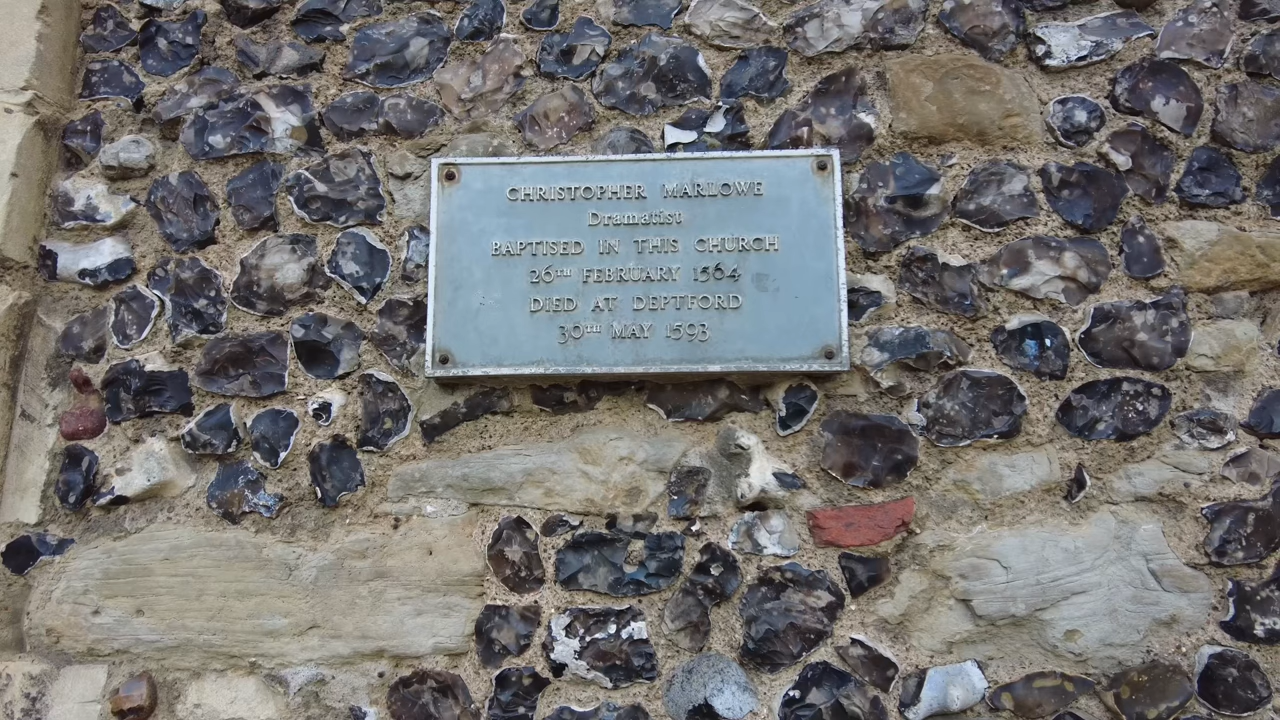 CHRISTOPHER MARLOWE
Dramatist
BAPTISED IN THIS CHURCH
26TH FEBRUARY 1564
DIED AT DEPTFORD
30TH MAY 1593